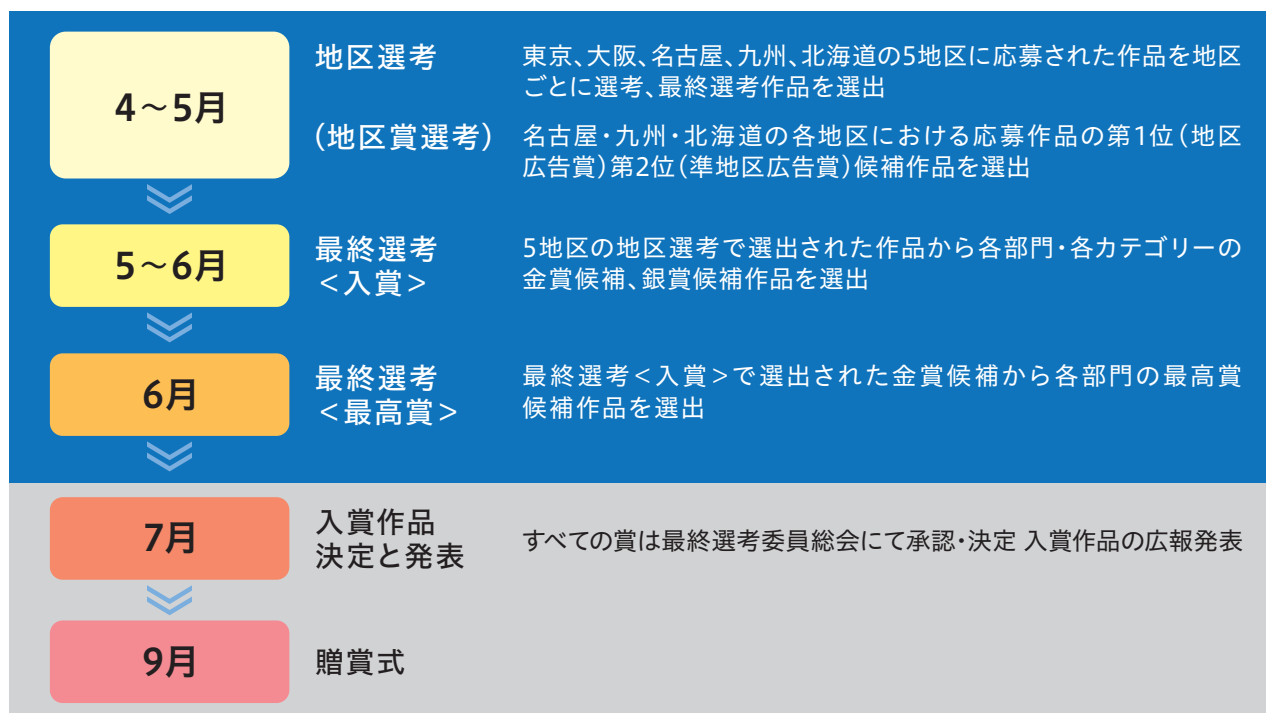 4～5月
地区選考
東京、大阪、名古屋、九州、北海道の5地区に応募された作品を地区
ごとに選考、最終選考作品を選出
(地区賞選考)
名古屋・九州・北海道の各地区における応募作品の第1位(地区
広告賞)第2位(準地区広告賞)候補作品を選出
5～6月
最終選考
<入賞>
5地区の地区選考で選出された作品から各部門・各カテゴリーの
金賞候補、銀賞候補作品を選出
6月
最終選考
<最高賞>
最終選考<入賞>で選出された金賞候補から各部門の最高賞
候補作品を選出
7月
入賞作品
決定と発表
すべての賞は最終選考委員総会にて承認・決定 入賞作品の広報発表
9月
贈賞式